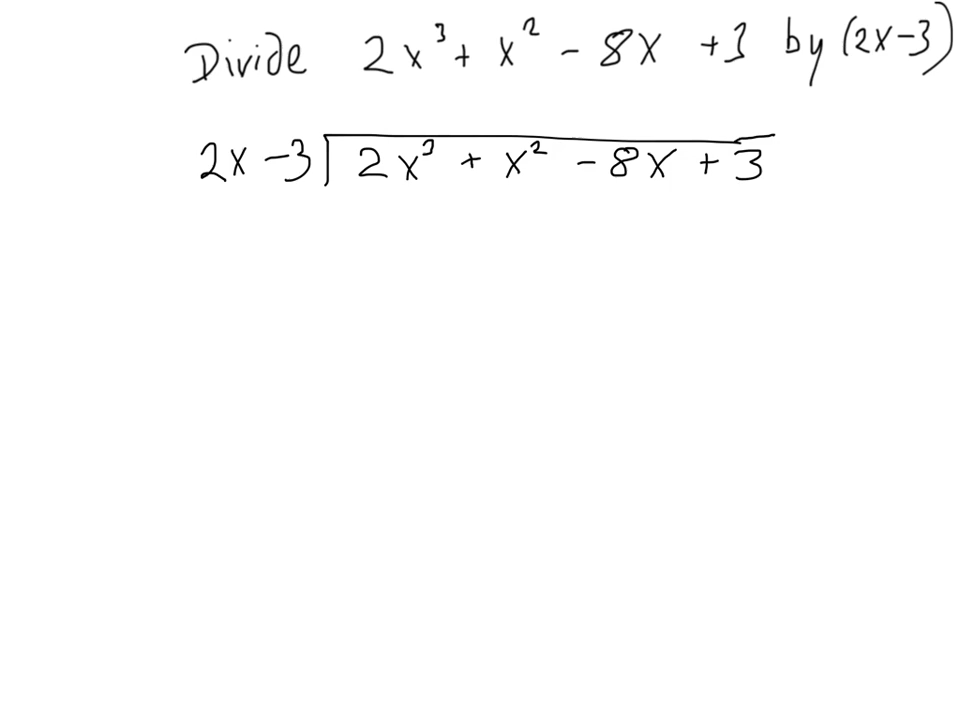 Divide 2x³ + x² - 8x + 3 by (2x-3)
2x - 3) 2x³ + x² - 8x + 3